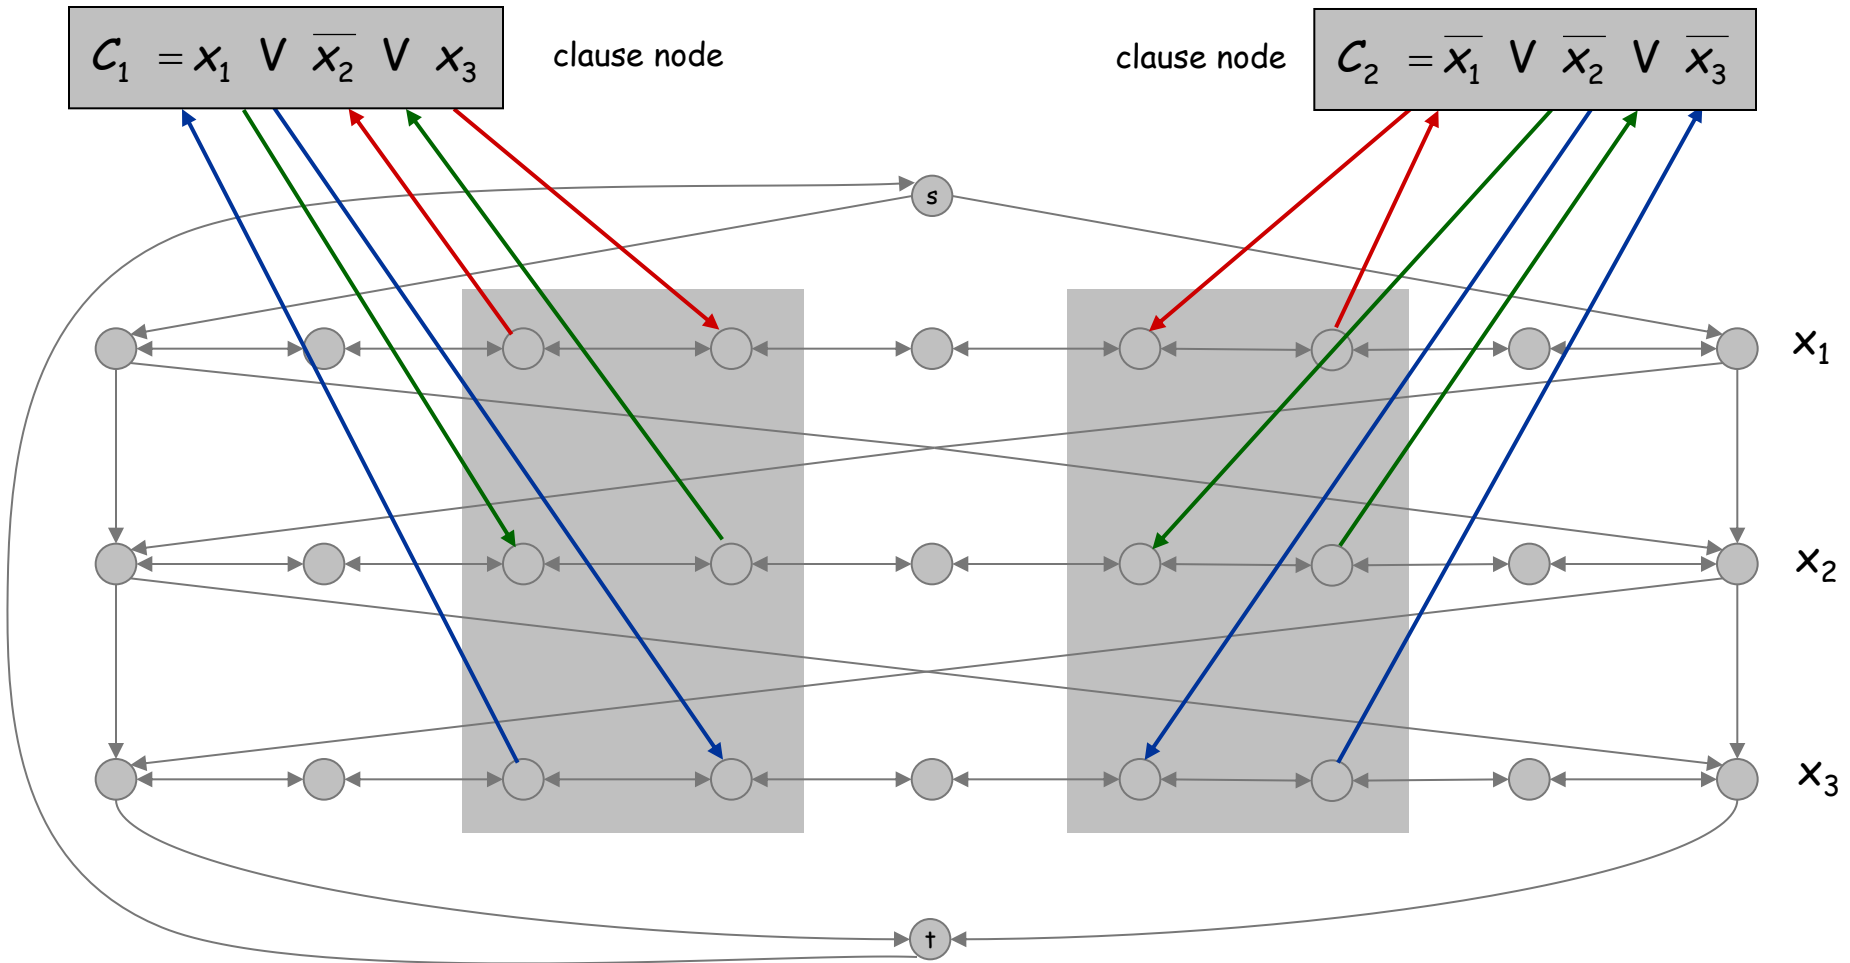 C₁ = x₁ V x̅₂ V x₃
clause node
clause node
C₂ = x̅₁ V x̅₂ V x̅₃
s
x₁
x₂
x₃
t